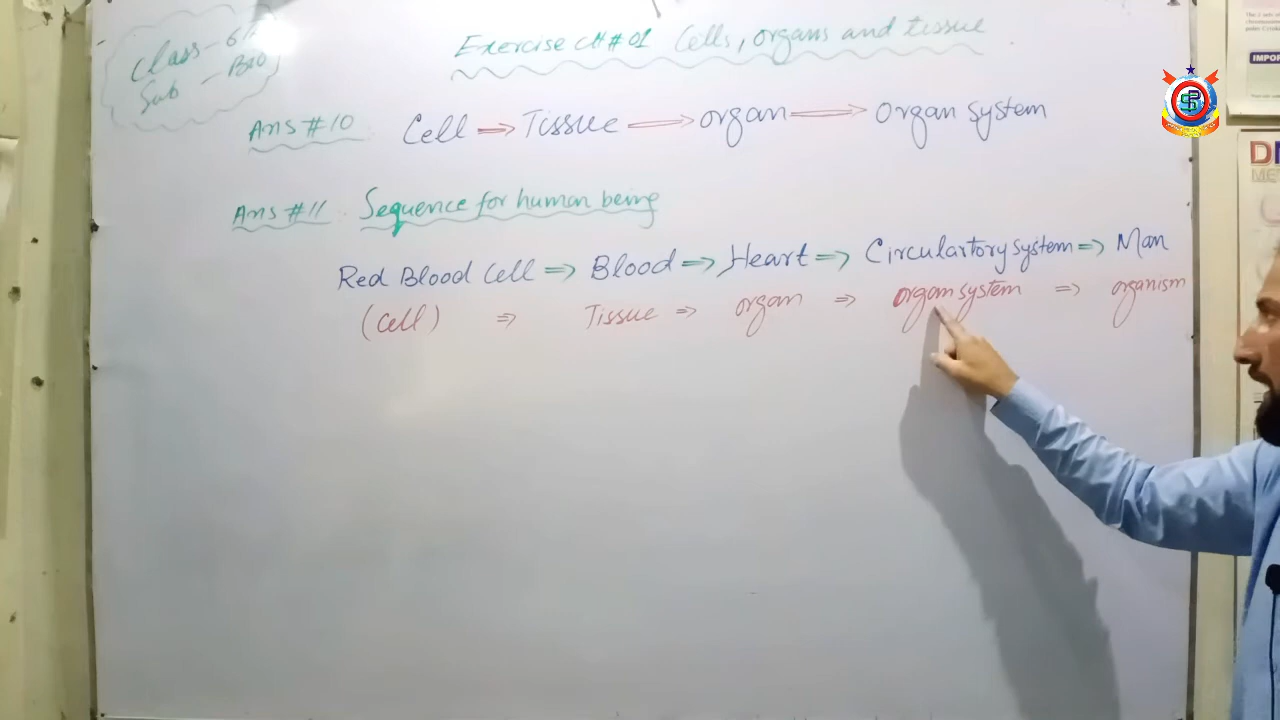 Class - 6th
Sub - Bio
Exercise CH # 01 Cells, organs and tissue
Ans # 10 Cell → Tissue → organ → Organ system
Ans # 11. Sequence for human being
Red Blood Cell ⇒ Blood ⇒ Heart ⇒ Circulartory system ⇒ Man
(Cell) ⇒ Tissue ⇒ organ ⇒ organ system ⇒ organism
IMPOR